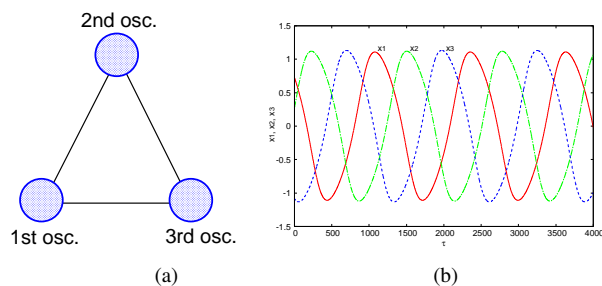 2nd osc.
1st osc.
3rd osc.
(a)
1.5
1
0.5
0
-0.5
-1
-1.5
x1, x2, x3
x1
x2
x3
0
500
1000
1500
2000
2500
3000
3500
4000
τ
(b)